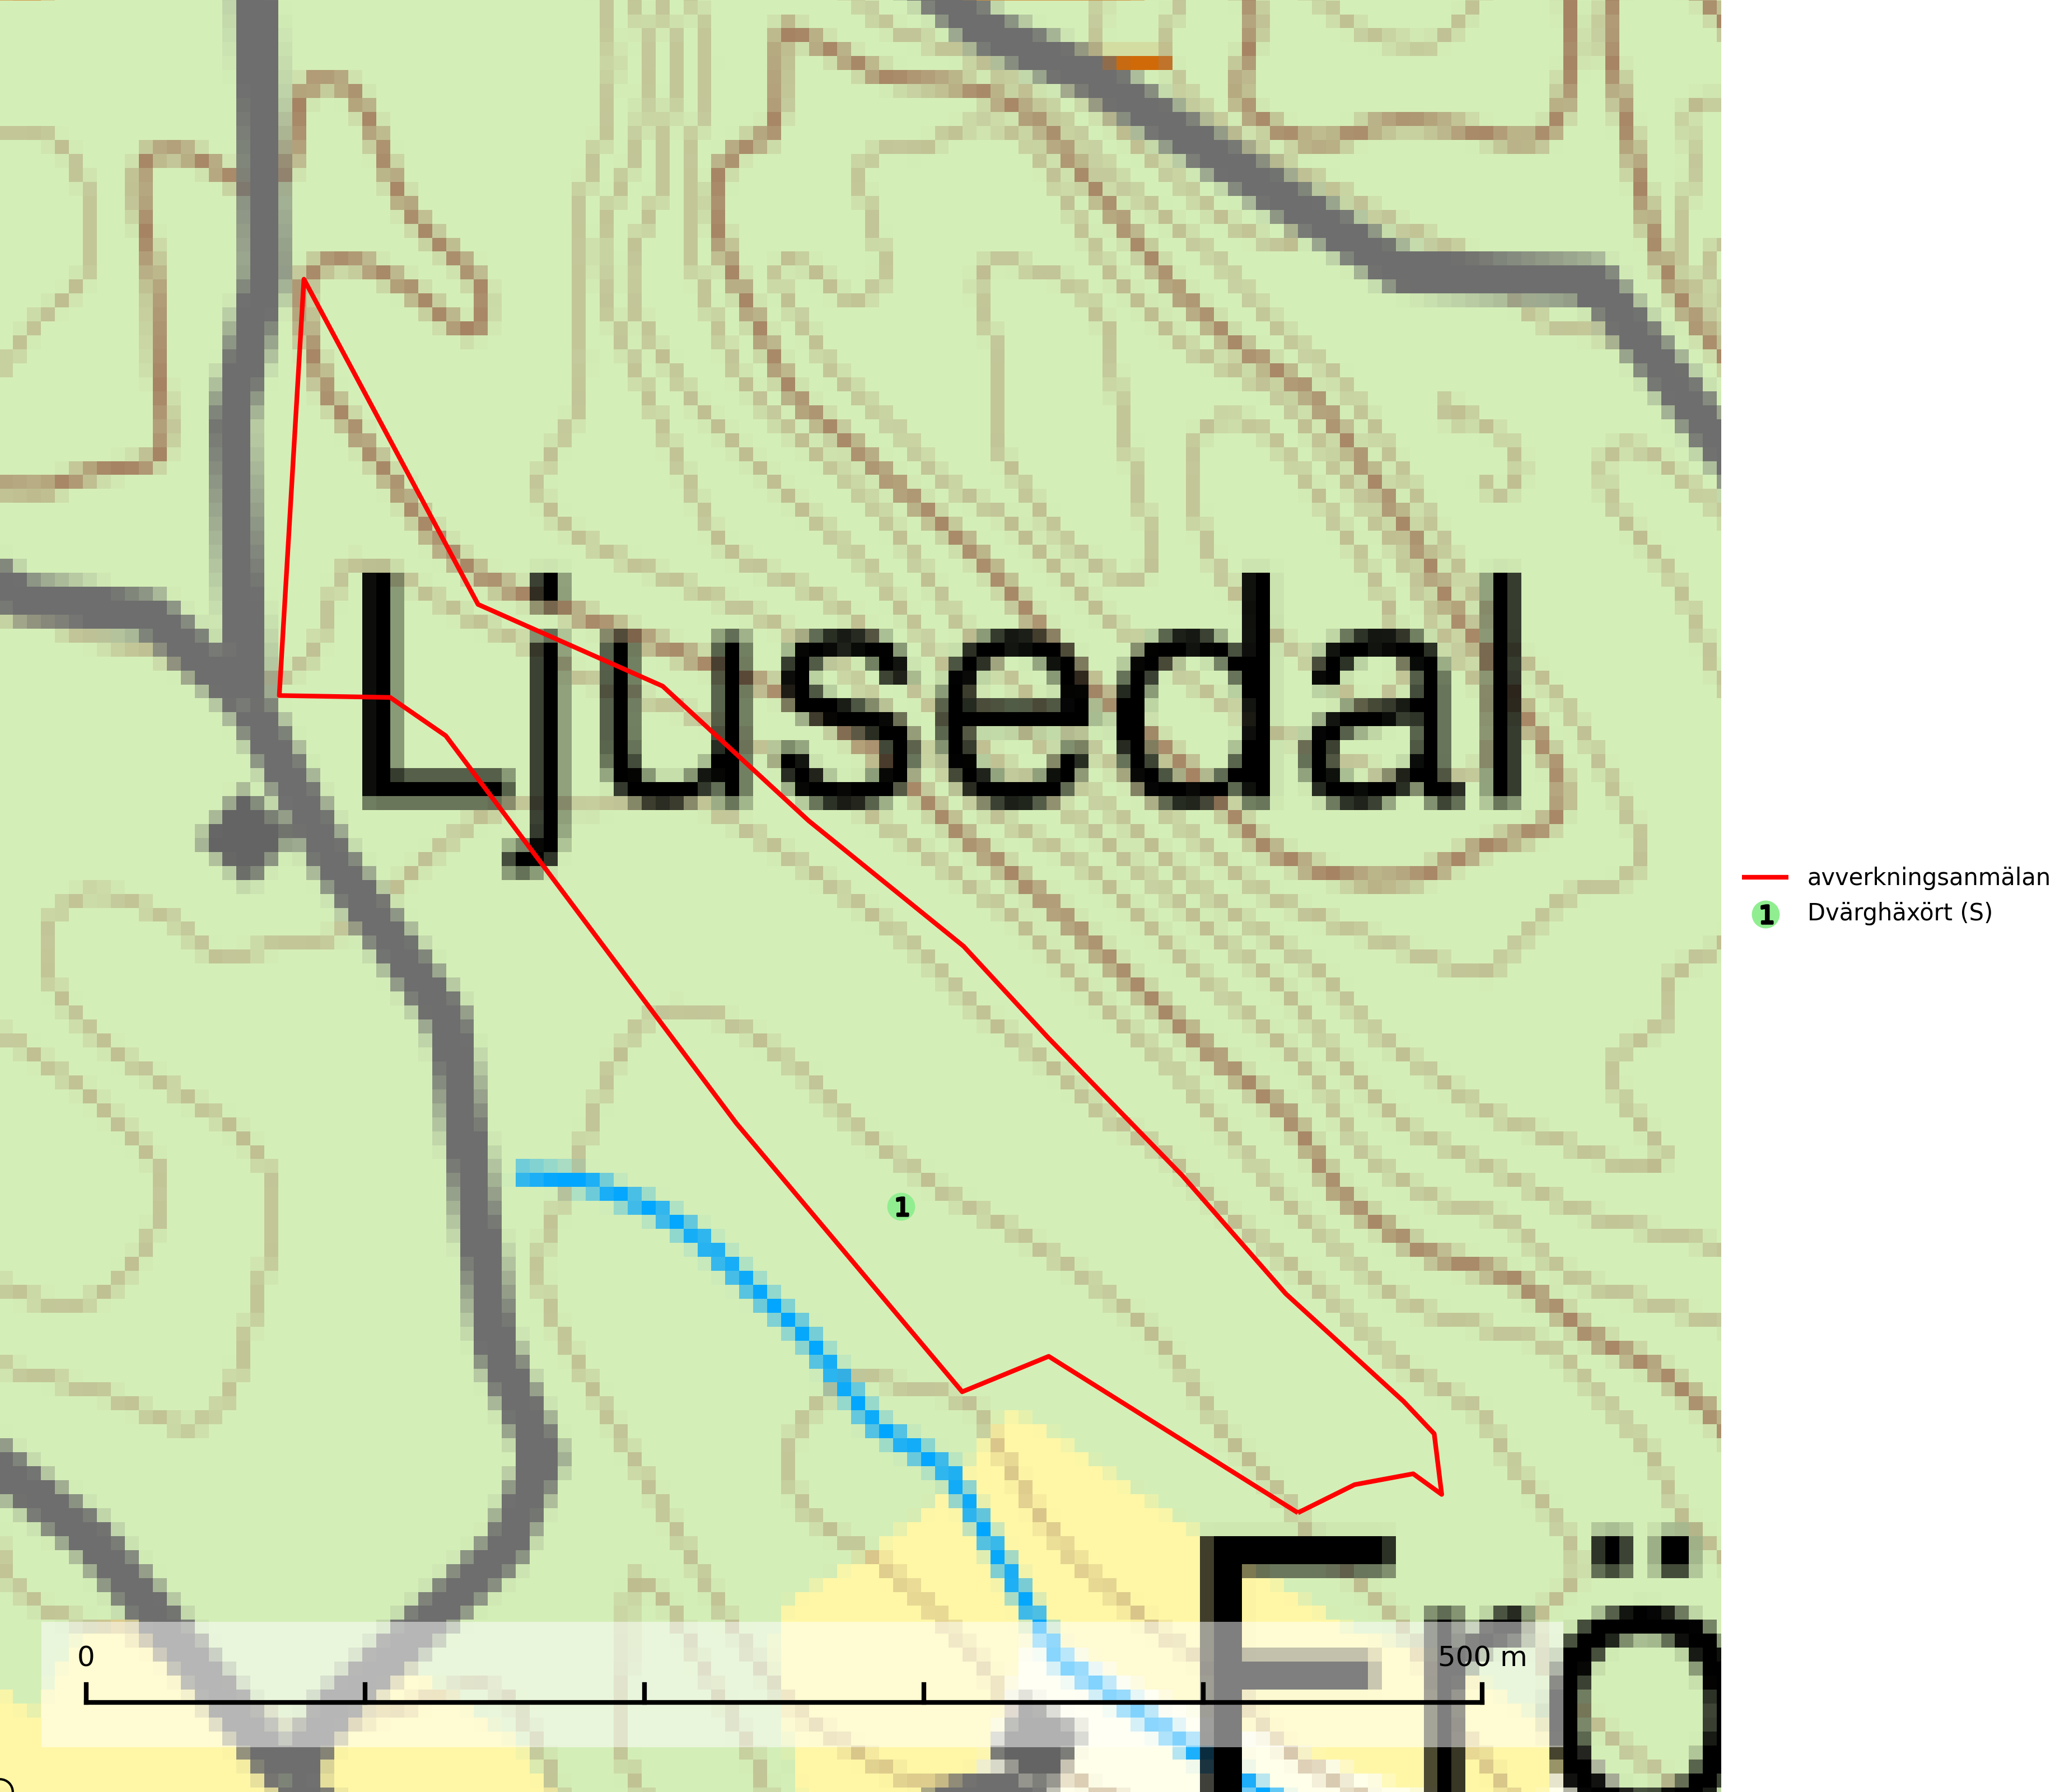 Ljusedal
avverkningsanmälan
1 Dvärghäxört (S)
1
Frö
0 500 m